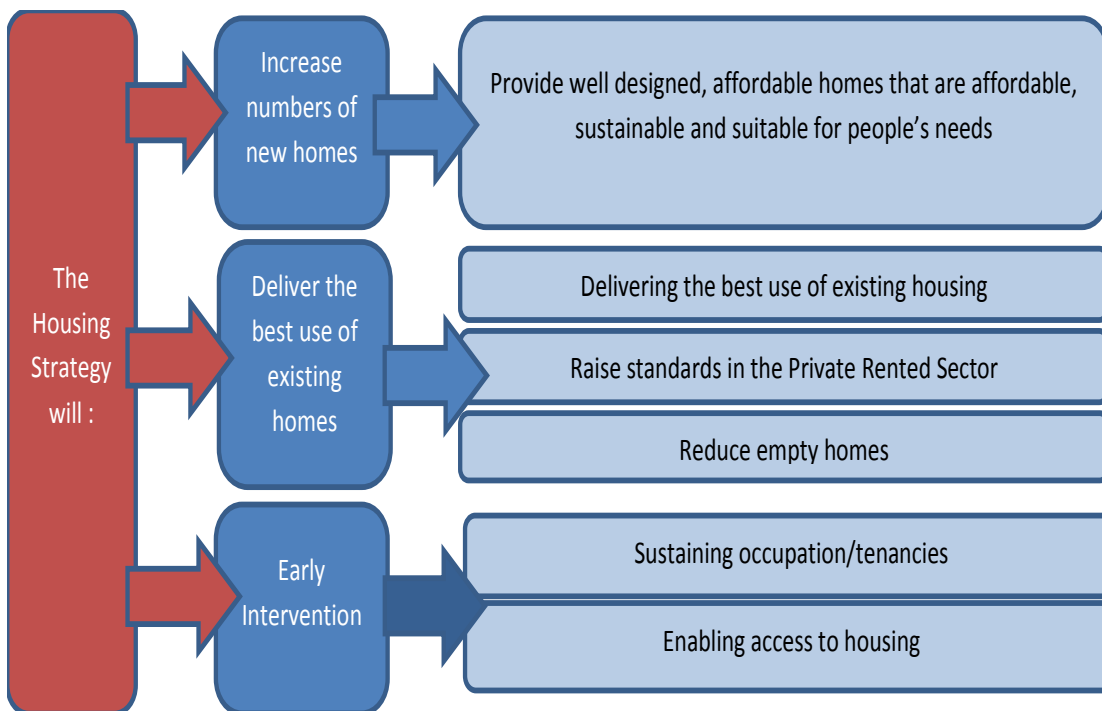 The
Housing
Strategy
will :
Increase
numbers of
new homes
Provide well designed, affordable homes that are affordable,
sustainable and suitable for people's needs
Deliver the
best use of
existing
homes
Delivering the best use of existing housing
Raise standards in the Private Rented Sector
Reduce empty homes
Early
Intervention
Sustaining occupation/tenancies
Enabling access to housing